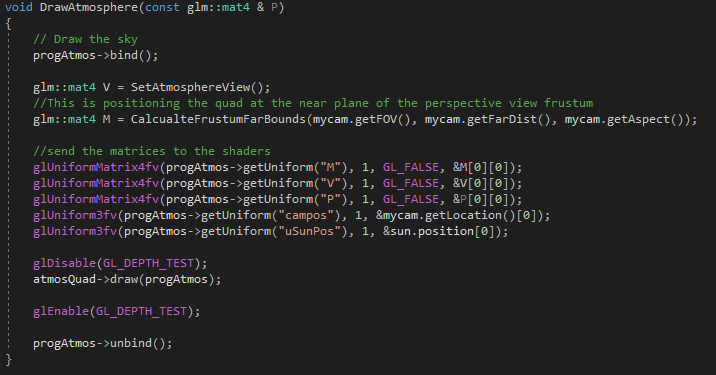 void DrawAtmosphere(const glm::mat4 & P)
{
// Draw the sky
progAtmos->bind();
glm::mat4 V = SetAtmosphereView();
//This is positioning the quad at the near plane of the perspective view frustum
glm::mat4 M = CalcualteFrustumFarBounds(mycam.getFOV(), mycam.getFarDist(), mycam.getAspect());
//send the matrices to the shaders
glUniformMatrix4fv(progAtmos->getUniform("M"), 1, GL_FALSE, &M[0][0]);
glUniformMatrix4fv(progAtmos->getUniform("V"), 1, GL_FALSE, &V[0][0]);
glUniformMatrix4fv(progAtmos->getUniform("P"), 1, GL_FALSE, &P[0][0]);
glUniform3fv(progAtmos->getUniform("campos"), 1, &mycam.getLocation()[0]);
glUniform3fv(progAtmos->getUniform("uSunPos"), 1, &sun.position[0]);
glDisable(GL_DEPTH_TEST);
atmosQuad->draw(progAtmos);
glEnable(GL_DEPTH_TEST);
progAtmos->unbind();
}